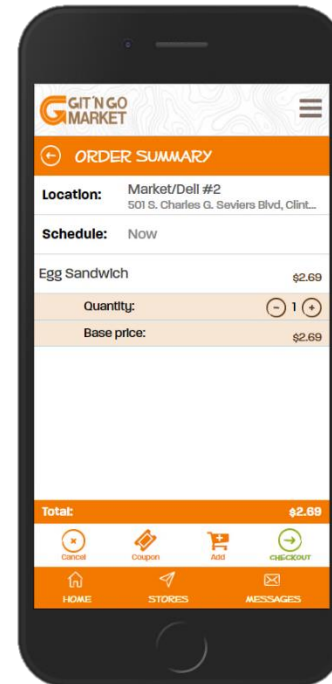 GIT'N GO
MARKET
ORDER SUMMARY
Location: Market/Deli #2
501 S. Charles G. Seviers Blvd, Clint...
Schedule: Now
Egg Sandwich $2.69
Quantity: - 1 +
Base price: $2.69
Total: $2.69
Cancel Coupon Add CHECKOUT
HOME STORES MESSAGES